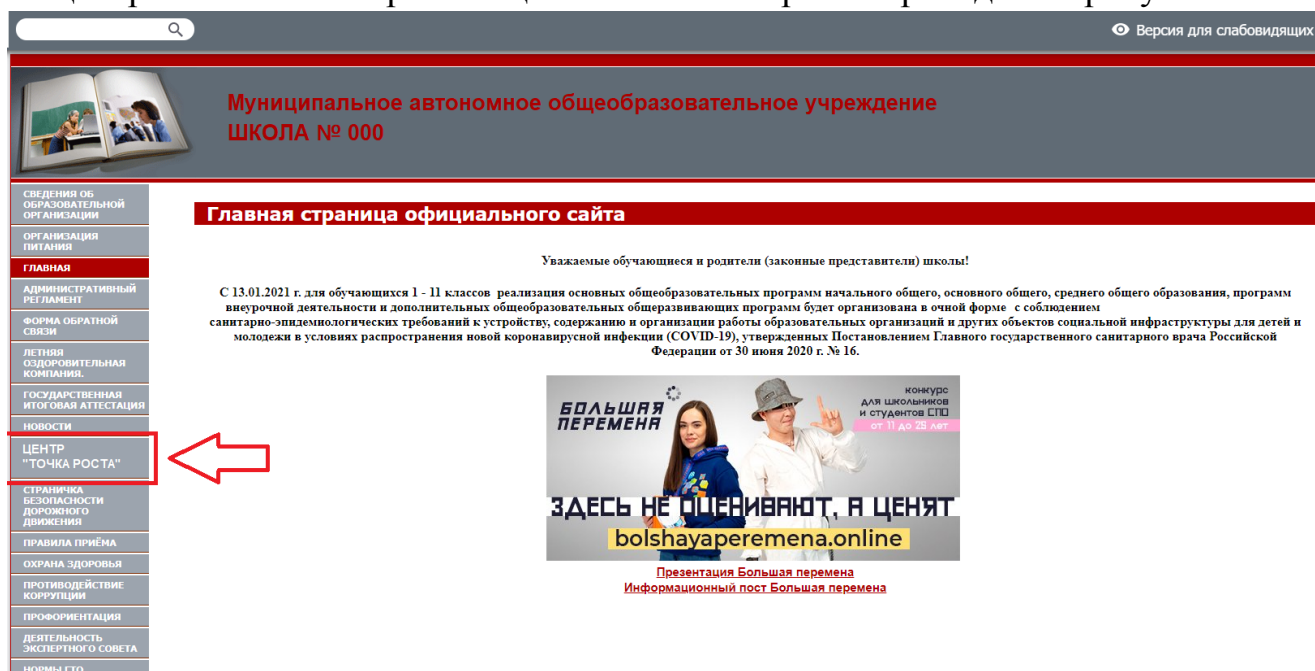 Версия для слабовидящих
Муниципальное автономное общеобразовательное учреждение
ШКОЛА № 000
СВЕДЕНИЯ ОБ
ОБРАЗОВАТЕЛЬНОЙ
ОРГАНИЗАЦИИ
ОРГАНИЗАЦИЯ
ПИТАНИЯ
ГЛАВНАЯ
АДМИНИСТРАТИВНЫЙ
РЕГЛАМЕНТ
ФОРМА ОБРАТНОЙ
СВЯЗИ
ЛЕТНЯЯ
ОЗДОРОВИТЕЛЬНАЯ
КОМПАНИЯ.
ГОСУДАРСТВЕННАЯ
ИТОГОВАЯ АТТЕСТАЦИЯ
НОВОСТИ
ЦЕНТР
"ТОЧКА РОСТА"
СТРАНИЧКА
БЕЗОПАСНОСТИ
ДОРОЖНОГО
ДВИЖЕНИЯ
ПРАВИЛА ПРИЁМА
ОХРАНА ЗДОРОВЬЯ
ПРОТИВОДЕЙСТВИЕ
КОРРУПЦИИ
ПРОФОРИЕНТАЦИЯ
ДЕЯТЕЛЬНОСТЬ
ЭКСПЕРТНОГО СОВЕТА
НОРМЫ ГТО
Главная страница официального сайта
Уважаемые обучающиеся и родители (законные представители) школы!
С 13.01.2021 г. для обучающихся 1 - 11 классов реализация основных общеобразовательных программ начального общего, основного общего, среднего общего образования, программ
внеурочной деятельности и дополнительных общеобразовательных общеразвивающих программ будет организована в очной форме с соблюдением
санитарно-эпидемиологических требований к устройству, содержанию и организации работы образовательных организаций и других объектов социальной инфраструктуры для детей и
молодежи в условиях распространения новой коронавирусной инфекции (COVID-19), утвержденных Постановлением Главного государственного санитарного врача Российской
Федерации от 30 июня 2020 г. № 16.
БОЛЬШАЯ
ПЕРЕМЕНА
конкурс
для школьников
и студентов СПО
от 11 до 25 лет
ЗДЕСЬ НЕ ОЦЕНИВАЮТ, А ЦЕНЯТ
bolshayaperemena.online
Презентация Большая перемена
Информационный пост Большая перемена